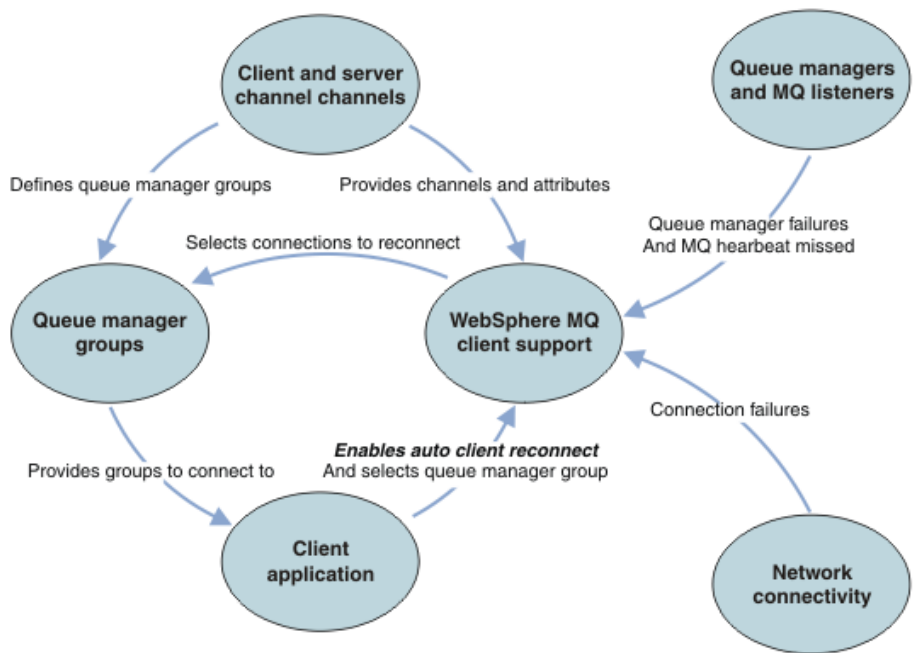 Client and server
channel channels
Queue managers
and MQ listeners
Defines queue manager groups
Provides channels and attributes
Queue manager failures
And MQ hearbeat missed
Selects connections to reconnect
Queue manager
groups
WebSphere MQ
client support
Connection failures
Enables auto client reconnect
And selects queue manager group
Provides groups to connect to
Client
application
Network
connectivity